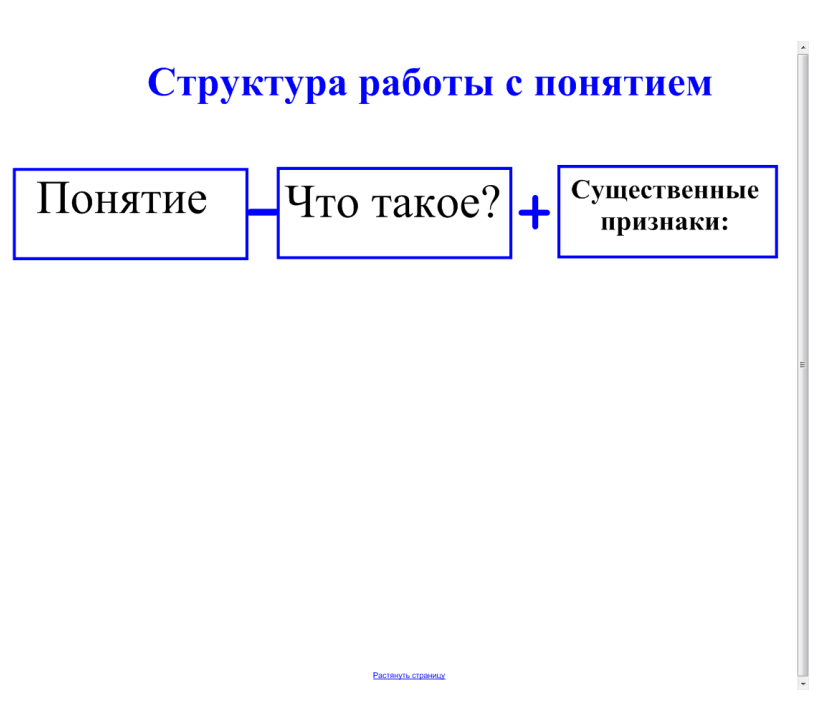 Структура работы с понятием
Понятие
Что такое?
+
Существенные
признаки:
Растянуть страницу